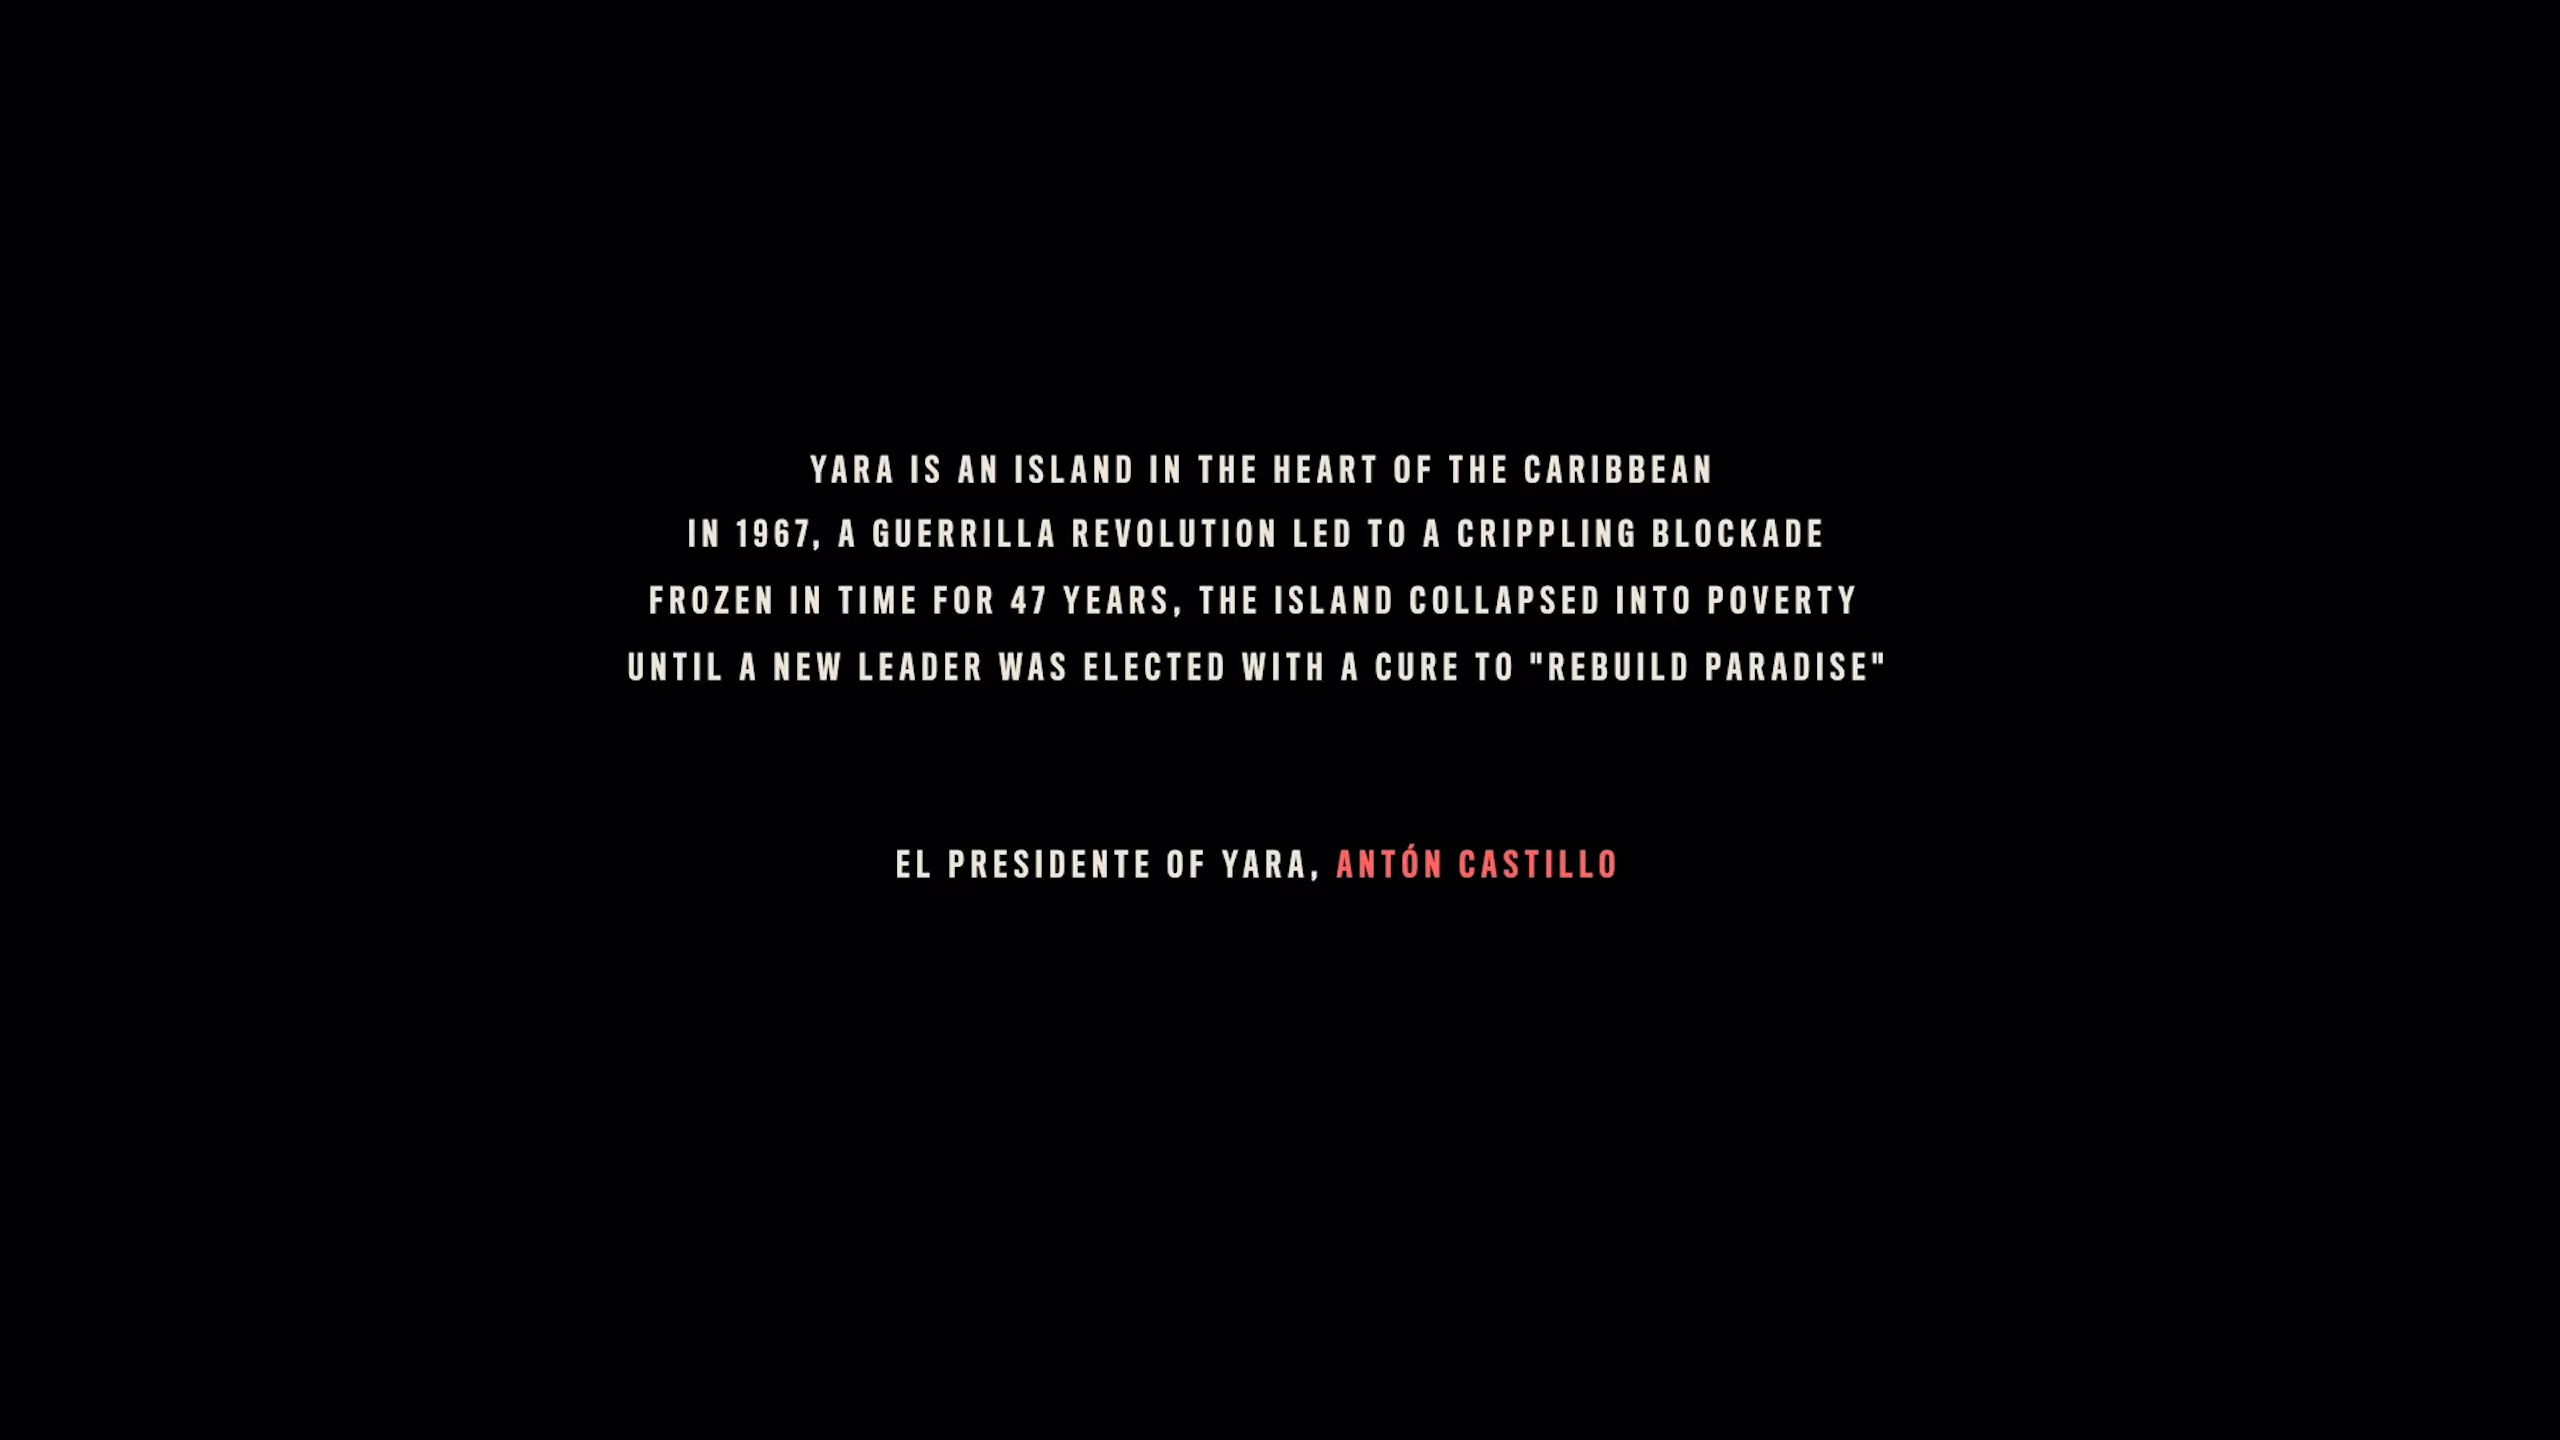 YARA IS AN ISLAND IN THE HEART OF THE CARIBBEAN
IN 1967, A GUERRILLA REVOLUTION LED TO A CRIPPLING BLOCKADE
FROZEN IN TIME FOR 47 YEARS, THE ISLAND COLLAPSED INTO POVERTY
UNTIL A NEW LEADER WAS ELECTED WITH A CURE TO "REBUILD PARADISE"
EL PRESIDENTE OF YARA, ANTÓN CASTILLO